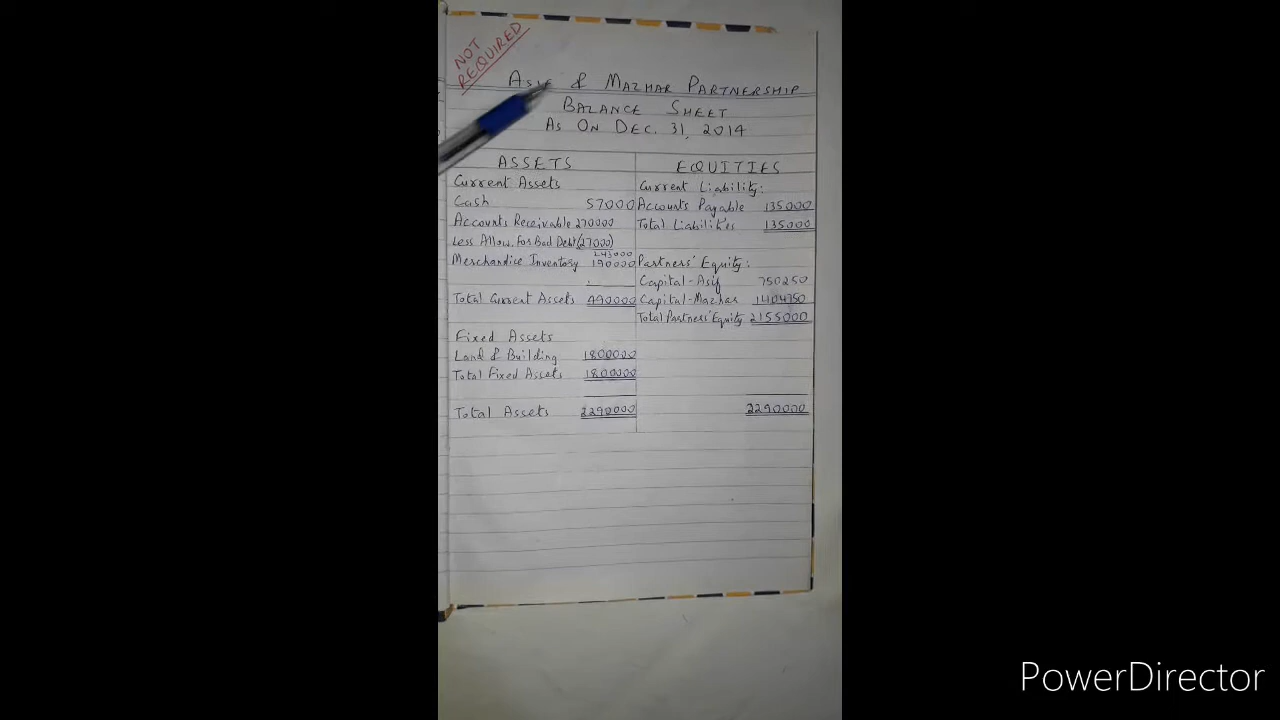 NOT
REQUIRED
& MAZHAR PARTNERSHIP
BALANCE SHEET
AS ON DEC. 31, 2014
ASSETS
Current Assets
Cash 57000
Accounts Receivable 270000
Less Allow. For Bad Debt (27000)
243000
Merchandice Inventory 190000
Total Current Assets 490000
Fixed Assets
Land & Building 1800000
Total Fixed Assets 1800000
Total Assets 2290000
EQUITIES
Current Liability:
Accounts Payable 135000
Total Liabilites 135000
Partners' Equity:
Capital-Asif 750250
Capital-Mazhar 1404750
Total Partners' Equity 2155000
2290000
PowerDirector